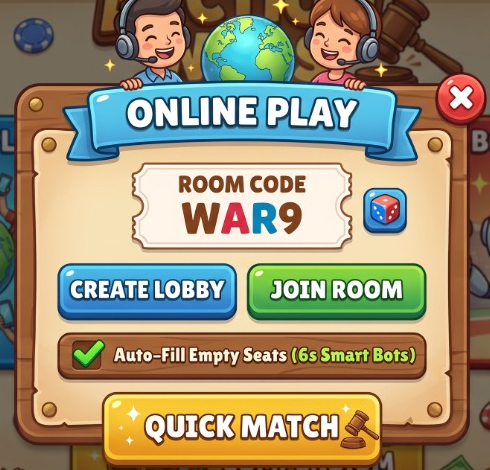 ONLINE PLAY
ROOM CODE
WAR9
CREATE LOBBY
JOIN ROOM
Auto-Fill Empty Seats (6s Smart Bots)
QUICK MATCH